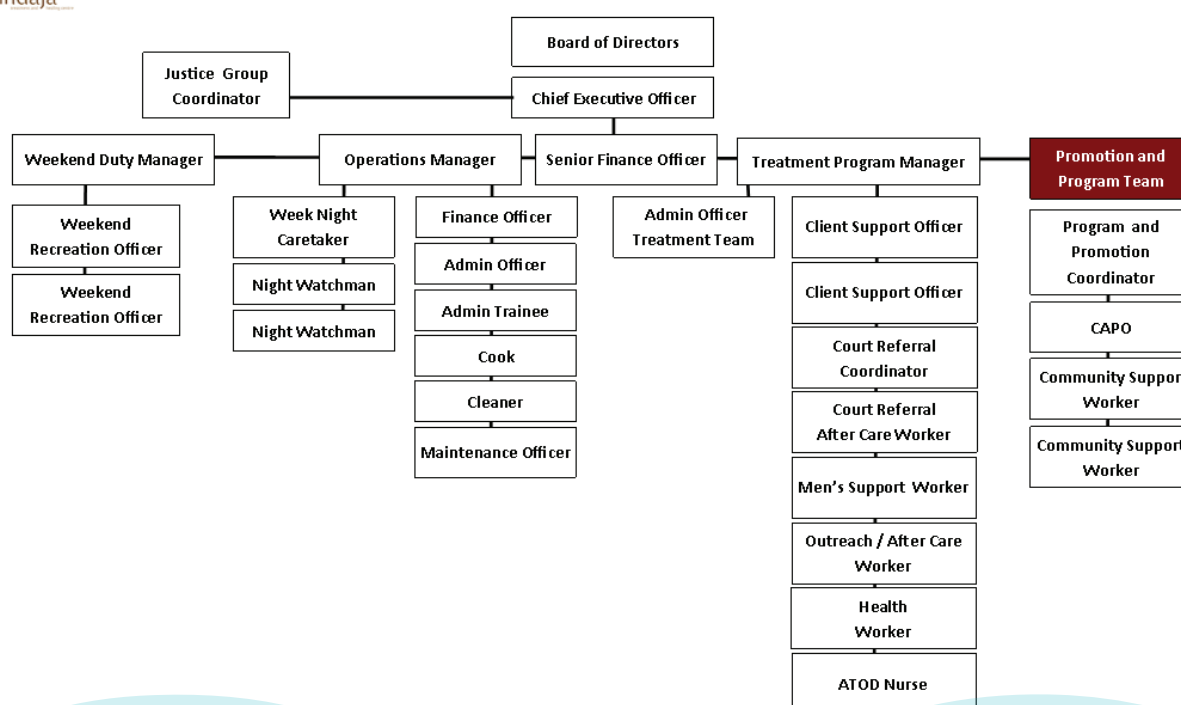 Board of Directors
Justice Group
Coordinator
Chief Executive Officer
Weekend Duty Manager
Operations Manager
Senior Finance Officer
Treatment Program Manager
Promotion and
Program Team
Weekend
Recreation Officer
Weekend
Recreation Officer
Week Night
Caretaker
Night Watchman
Night Watchman
Finance Officer
Admin Officer
Admin Trainee
Cook
Cleaner
Maintenance Officer
Admin Officer
Treatment Team
Client Support Officer
Client Support Officer
Court Referral
Coordinator
Court Referral
After Care Worker
Men's Support Worker
Outreach / After Care
Worker
Health
Worker
ATOD Nurse
Program and
Promotion
Coordinator
CAPO
Community Suppor
Worker
Community Support
Worker